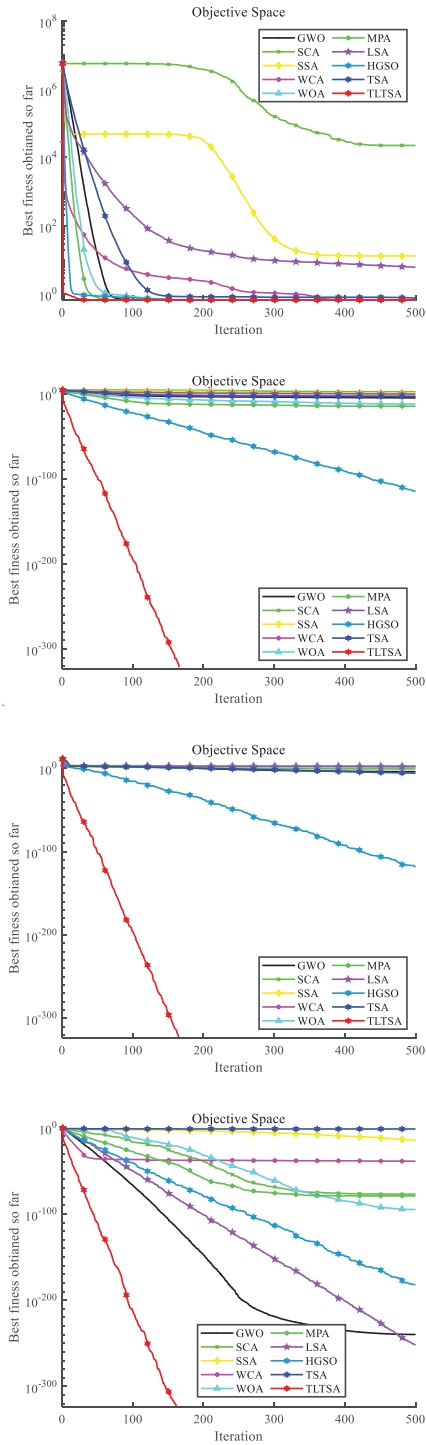 Objective Space
10^8
10^6
10^4
10^2
10^0
Best finess obtianed so far
GWO MPA
SCA LSA
SSA HGSO
WCA TSA
WOA TLTSA
0 100 200 300 400 500
Iteration
Objective Space
10^0
10^-100
10^-200
10^-300
Best finess obtianed so far
GWO MPA
SCA LSA
SSA HGSO
WCA TSA
WOA TLTSA
0 100 200 300 400 500
Iteration
Objective Space
10^0
10^-100
10^-200
10^-300
Best finess obtianed so far
GWO MPA
SCA LSA
SSA HGSO
WCA TSA
WOA TLTSA
0 100 200 300 400 500
Iteration
Objective Space
10^0
10^-100
10^-200
10^-300
Best finess obtianed so far
GWO MPA
SCA LSA
SSA HGSO
WCA TSA
WOA TLTSA
0 100 200 300 400 500
Iteration